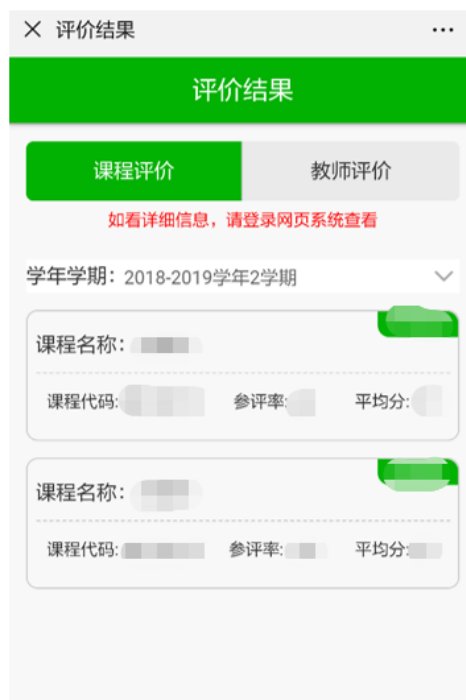 评价结果
评价结果
课程评价 教师评价
如看详细信息，请登录网页系统查看
学年学期：2018-2019学年2学期
课程名称：
课程代码: 参评率: 平均分:
课程名称：
课程代码: 参评率: 平均分: